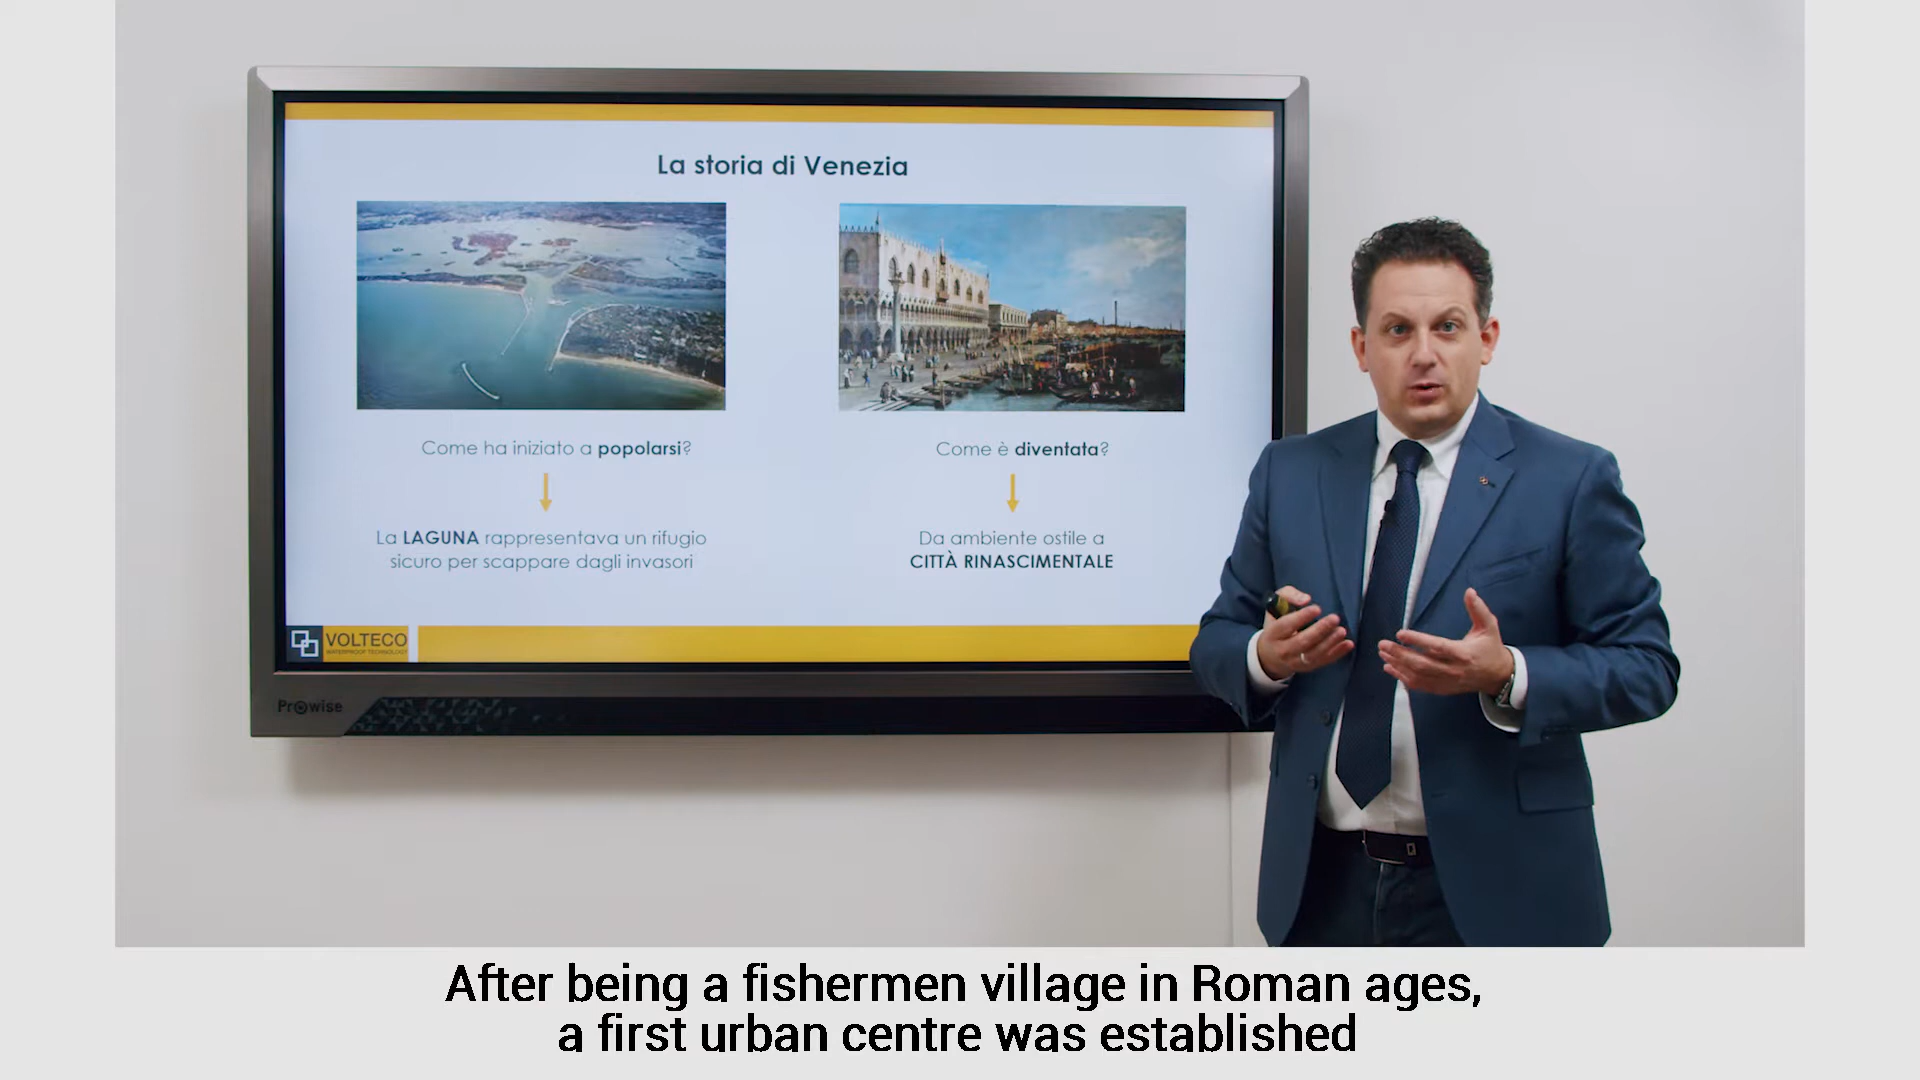 La storia di Venezia
Come ha iniziato a popolarsi?
Come è diventata?
La LAGUNA rappresentava un rifugio
sicuro per scappare dagli invasori
Da ambiente ostile a
CITTÀ RINASCIMENTALE
VOLTECO
WATERPROOF TECHNOLOGY
Prowise
After being a fishermen village in Roman ages,
a first urban centre was established